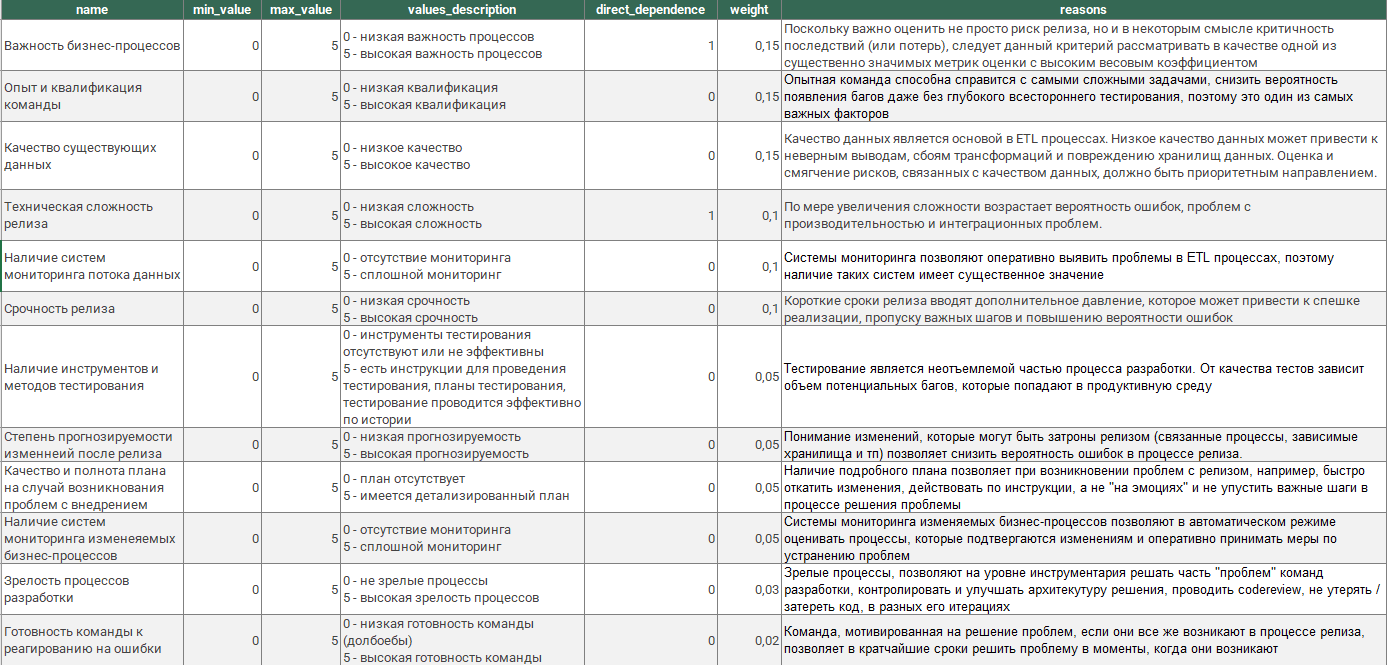 name min_value max_value values_description direct_dependence weight reasons
Важность бизнес-процессов 0 5 0 - низкая важность процессов
5 - высокая важность процессов 1 0,15 Поскольку важно оценить не просто риск релиза, но и в некотором смысле критичность
последствий (или потерь), следует данный критерий рассматривать в качестве одной из
существенно значимых метрик оценки с высоким весовым коэффициентом
Опыт и квалификация
команды 0 5 0 - низкая квалификация
5 - высокая квалификация 0 0,15 Опытная команда способна справится с самыми сложными задачами, снизить вероятность
появления багов даже без глубокого всестороннего тестирования, поэтому это один из самых
важных факторов
Качество существующих
данных 0 5 0 - низкое качество
5 - высокое качество 0 0,15 Качество данных является основой в ETL процессах. Низкое качество данных может привести к
неверным выводам, сбоям трансформаций и повреждению хранилищ данных. Оценка и
смягчение рисков, связанных с качеством данных, должно быть приоритетным направлением.
Техническая сложность
релиза 0 5 0 - низкая сложность
5 - высокая сложность 1 0,1 По мере увеличения сложности возрастает вероятность ошибок, проблем с
производительностью и интеграционных проблем.
Наличие систем
мониторинга потока данных 0 5 0 - отсутствие мониторинга
5 - сплошной мониторинг 0 0,1 Системы мониторинга позволяют оперативно выявить проблемы в ETL процессах, поэтому
наличие таких систем имеет существенное значение
Срочность релиза 0 5 0 - низкая срочность
5 - высокая срочность 0 0,1 Короткие сроки релиза вводят дополнительное давление, которое может привести к спешке
реализации, пропуску важных шагов и повышению вероятности ошибок
Наличие инструментов и
методов тестирования 0 5 0 - инструменты тестирования
отсутствуют или не эффективны
5 - есть инструкции для проведения
тестирования, планы тестирования,
тестирование проводится эффективно
по истории 0 0,05 Тестирование является неотъемлемой частью процесса разработки. От качества тестов зависит
объем потенциальных багов, которые попадают в продуктивную среду
Степень прогнозируемости
изменнеий после релиза 0 5 0 - низкая прогнозируемость
5 - высокая прогнозируемость 0 0,05 Понимание изменений, которые могут быть затроны релизом (связанные процессы, зависимые
хранилища и тп) позволяет снизить вероятность ошибок в процессе релиза.
Качество и полнота плана
на случай возникнования
проблем с внедрением 0 5 0 - план отсутствует
5 - имеется детализированный план 0 0,05 Наличие подробного плана позволяет при возникновении проблем с релизом, например, быстро
откатить изменения, действовать по инструкции, а не "на эмоциях" и не упустить важные шаги в
процессе решения проблемы
Наличие систем
мониторинга изменеяемых
бизнес-процессов 0 5 0 - отсутствие мониторинга
5 - сплошной мониторинг 0 0,05 Системы мониторинга изменяемых бизнес-процессов позволяют в автоматическом режиме
оценивать процессы, которые подтвергаются изменениям и оперативно принимать меры по
устранению проблем
Зрелость процессов
разработки 0 5 0 - не зрелые процессы
5 - высокая зрелость процессов 0 0,03 Зрелые процессы, позволяют на уровне инструментария решать часть "проблем" команд
разработки, контролировать и улучшать архитекутуру решения, проводить codereview, не утерять /
затереть код, в разных его итерациях
Готовность команды к
реагированию на ошибки 0 5 0 - низкая готовность команды
(долбоебы)
5 - высокая готовность команды 0 0,02 Команда, мотивированная на решение проблем, если они все же возникают в процессе релиза,
позволяет в кратчайшие сроки решить проблему в моменты, когда они возникают